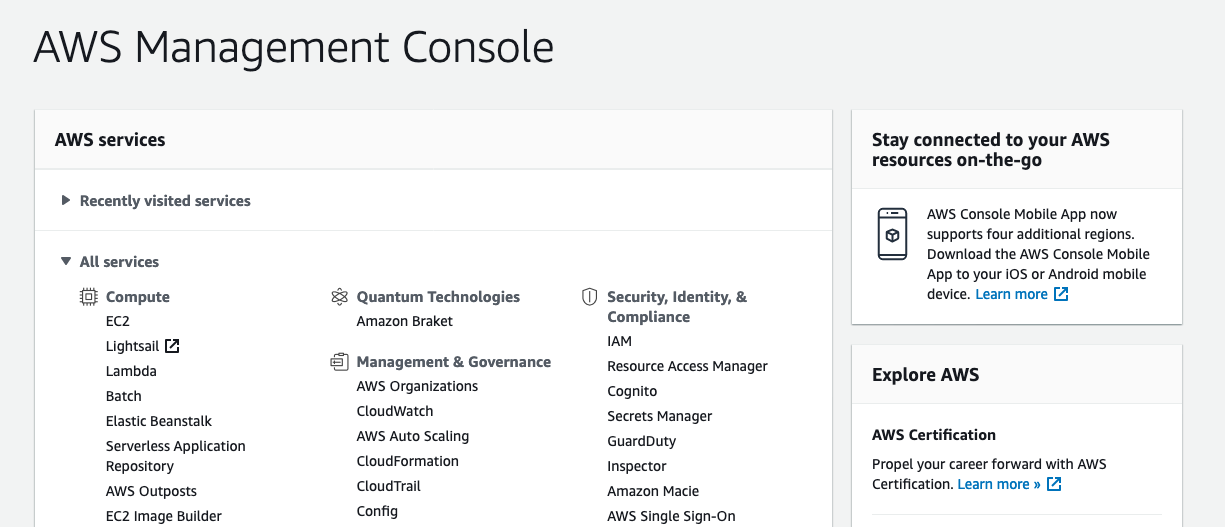 AWS Management Console
AWS services
Recently visited services
All services
Compute
EC2
Lightsail
Lambda
Batch
Elastic Beanstalk
Serverless Application
Repository
AWS Outposts
EC2 Image Builder
Quantum Technologies
Amazon Braket
Management & Governance
AWS Organizations
CloudWatch
AWS Auto Scaling
CloudFormation
CloudTrail
Config
Security, Identity, &
Compliance
IAM
Resource Access Manager
Cognito
Secrets Manager
GuardDuty
Inspector
Amazon Macie
AWS Single Sign-On
Stay connected to your AWS
resources on-the-go
AWS Console Mobile App now
supports four additional regions.
Download the AWS Console Mobile
App to your iOS or Android mobile
device. Learn more
Explore AWS
AWS Certification
Propel your career forward with AWS
Certification. Learn more »